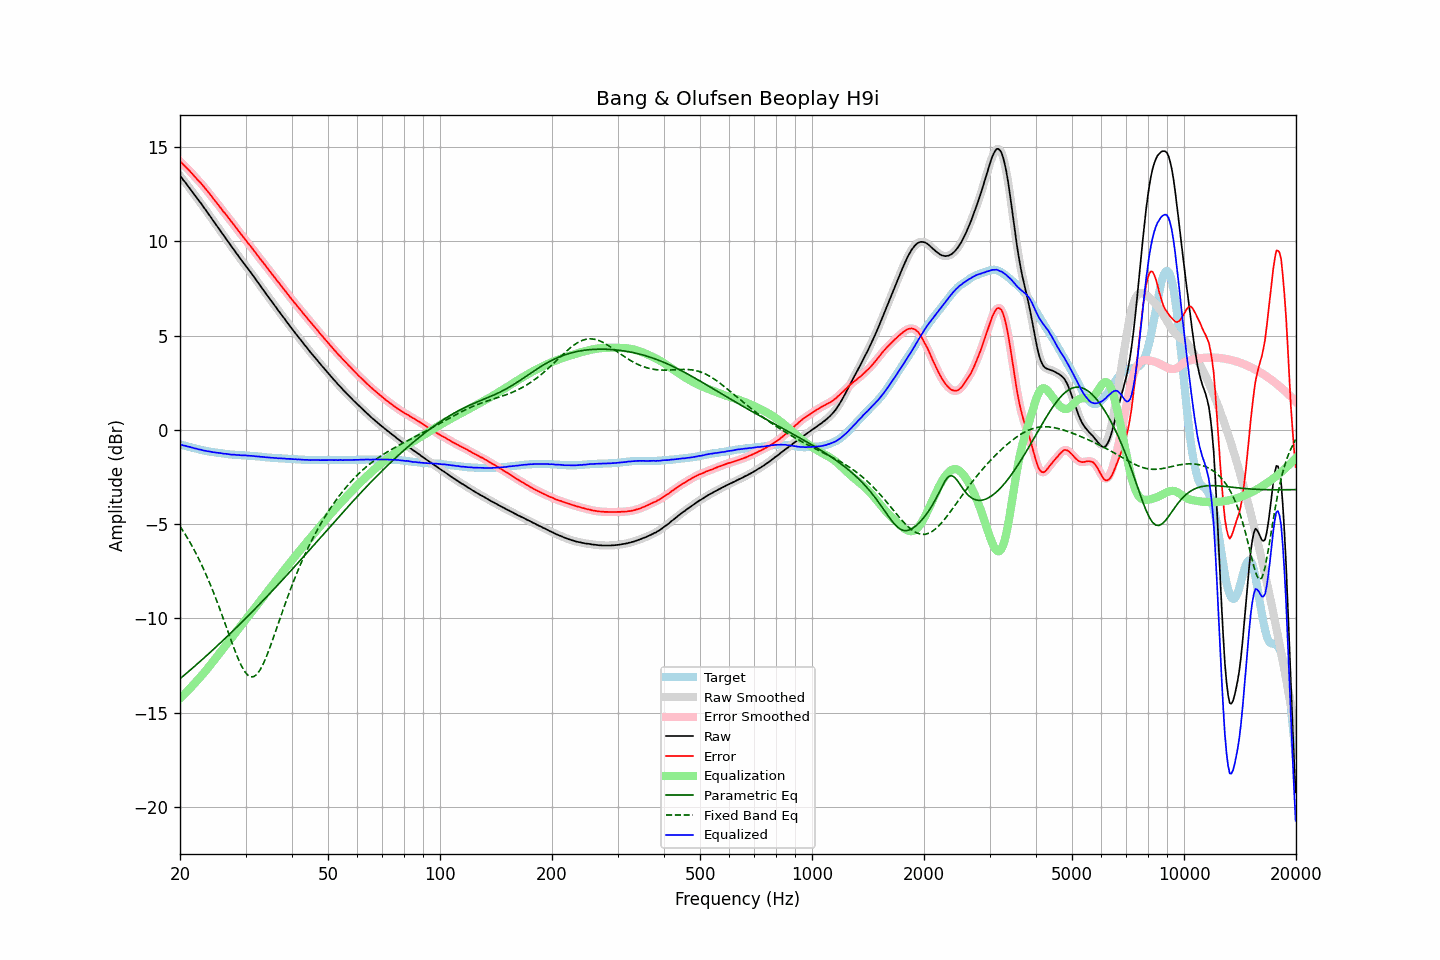 Bang & Olufsen Beoplay H9i
15
10
5
0
−5
−10
−15
−20
Amplitude (dBr)
Target
Raw Smoothed
Error Smoothed
Raw
Error
Equalization
Parametric Eq
Fixed Band Eq
Equalized
20 50 100 200 500 1000 2000 5000 10000 20000
Frequency (Hz)